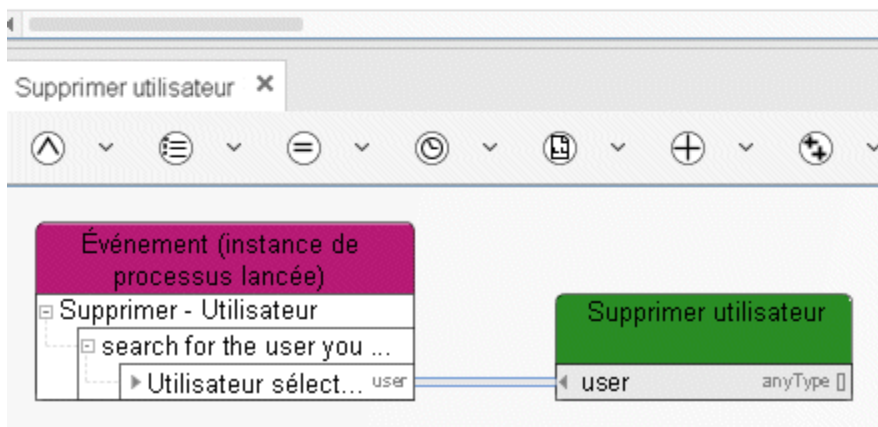 Supprimer utilisateur
Événement (instance de
processus lancée)
Supprimer - Utilisateur
search for the user you ...
Utilisateur sélect... user
Supprimer utilisateur
user anyType []